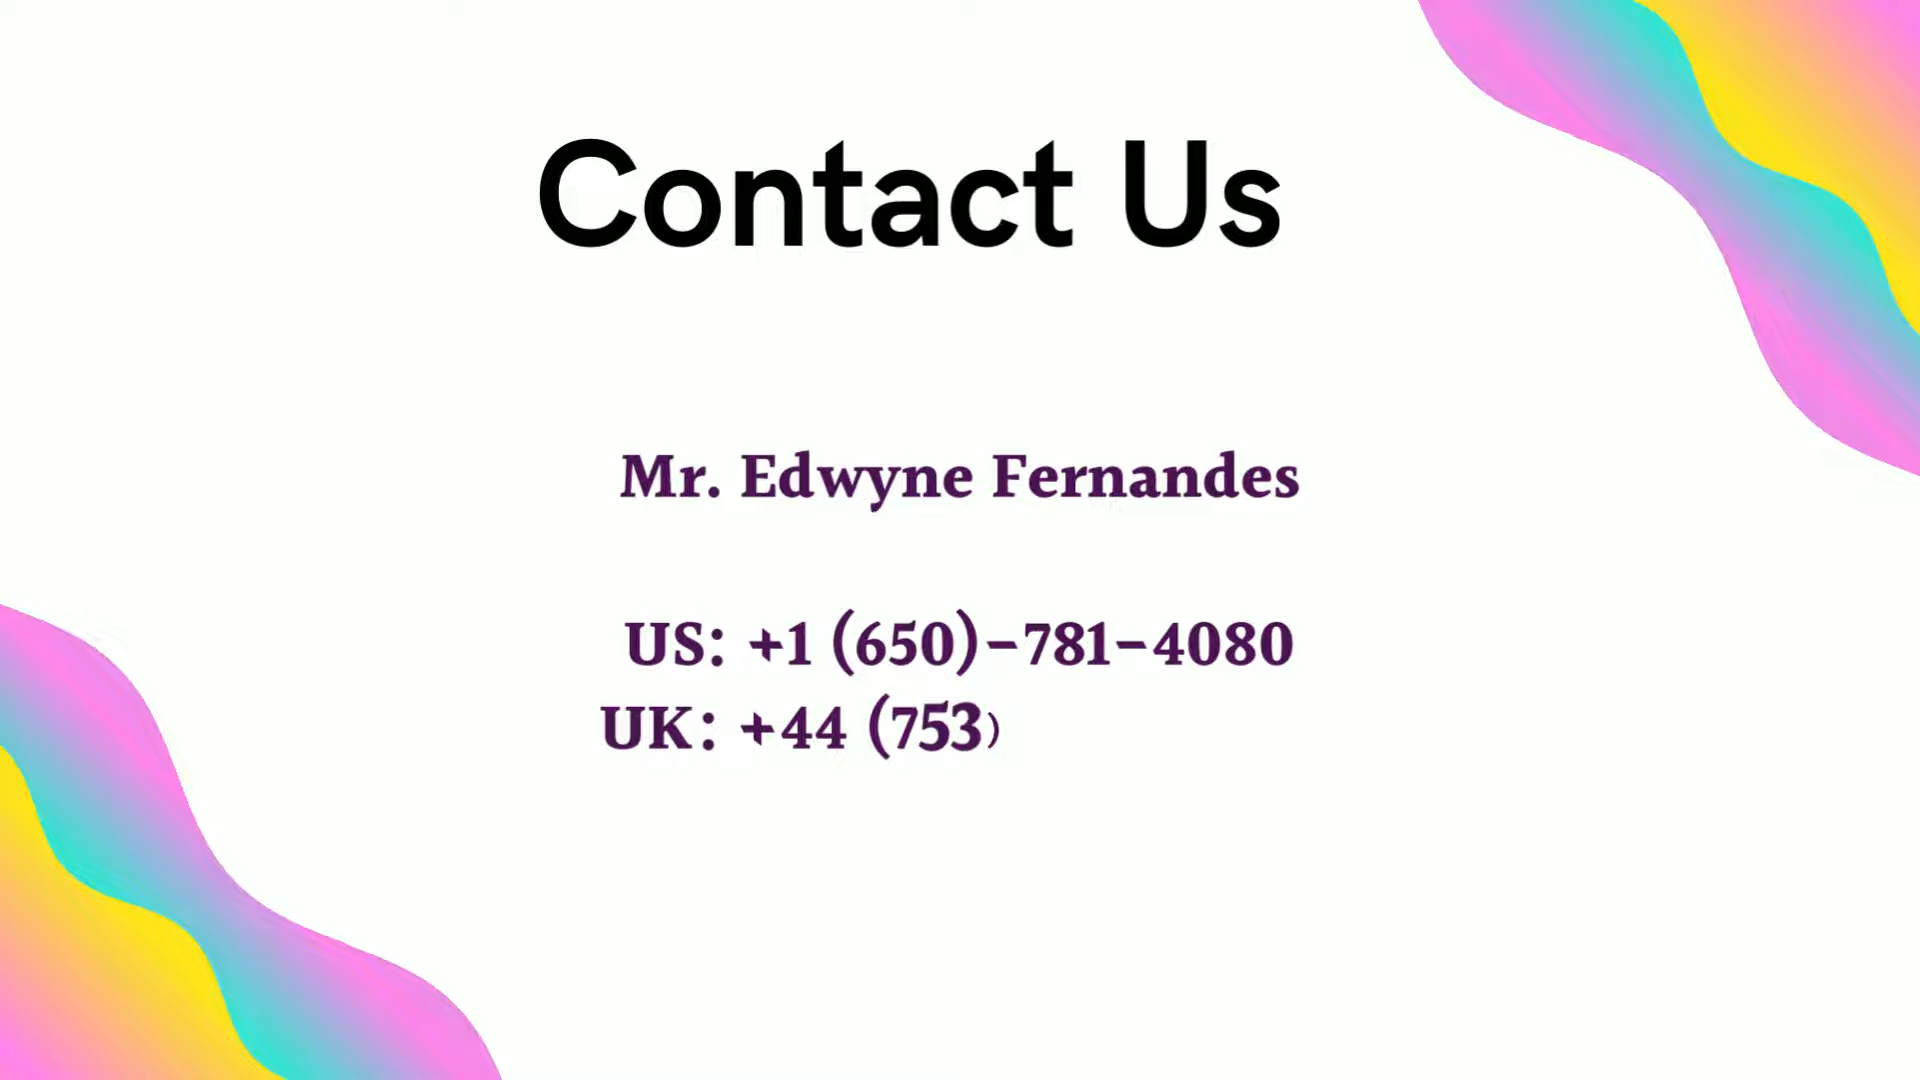 Contact Us
Mr. Edwyne Fernandes
US: +1 (650)-781-4080
UK: +44 (753)